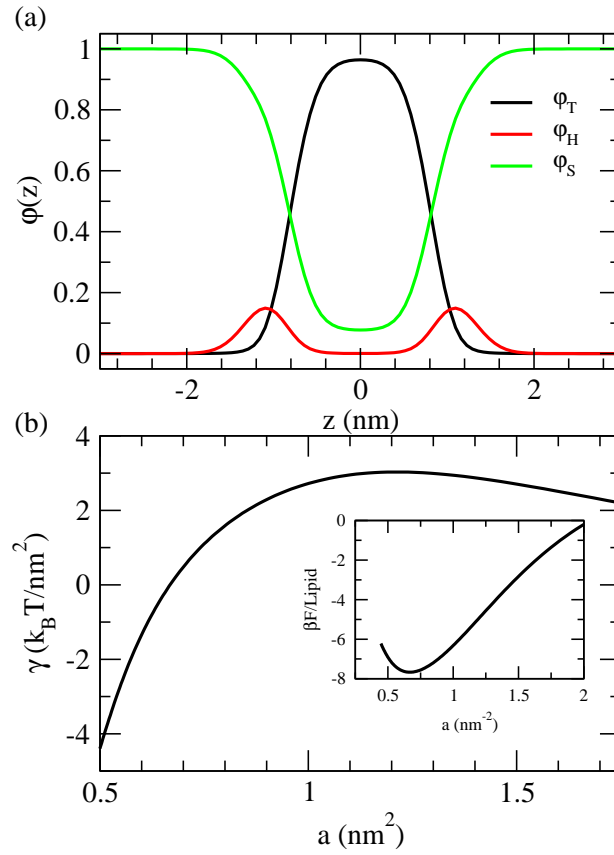 (a)
1
0.8
0.6
0.4
0.2
0
φ(z)
φT
φH
φS
-2
0
2
z (nm)
(b)
4
2
0
-2
-4
γ (kBT/nm²)
0
-2
-4
-6
-8
βF/Lipid
0.5
1
1.5
2
a (nm⁻²)
0.5
1
1.5
a (nm²)